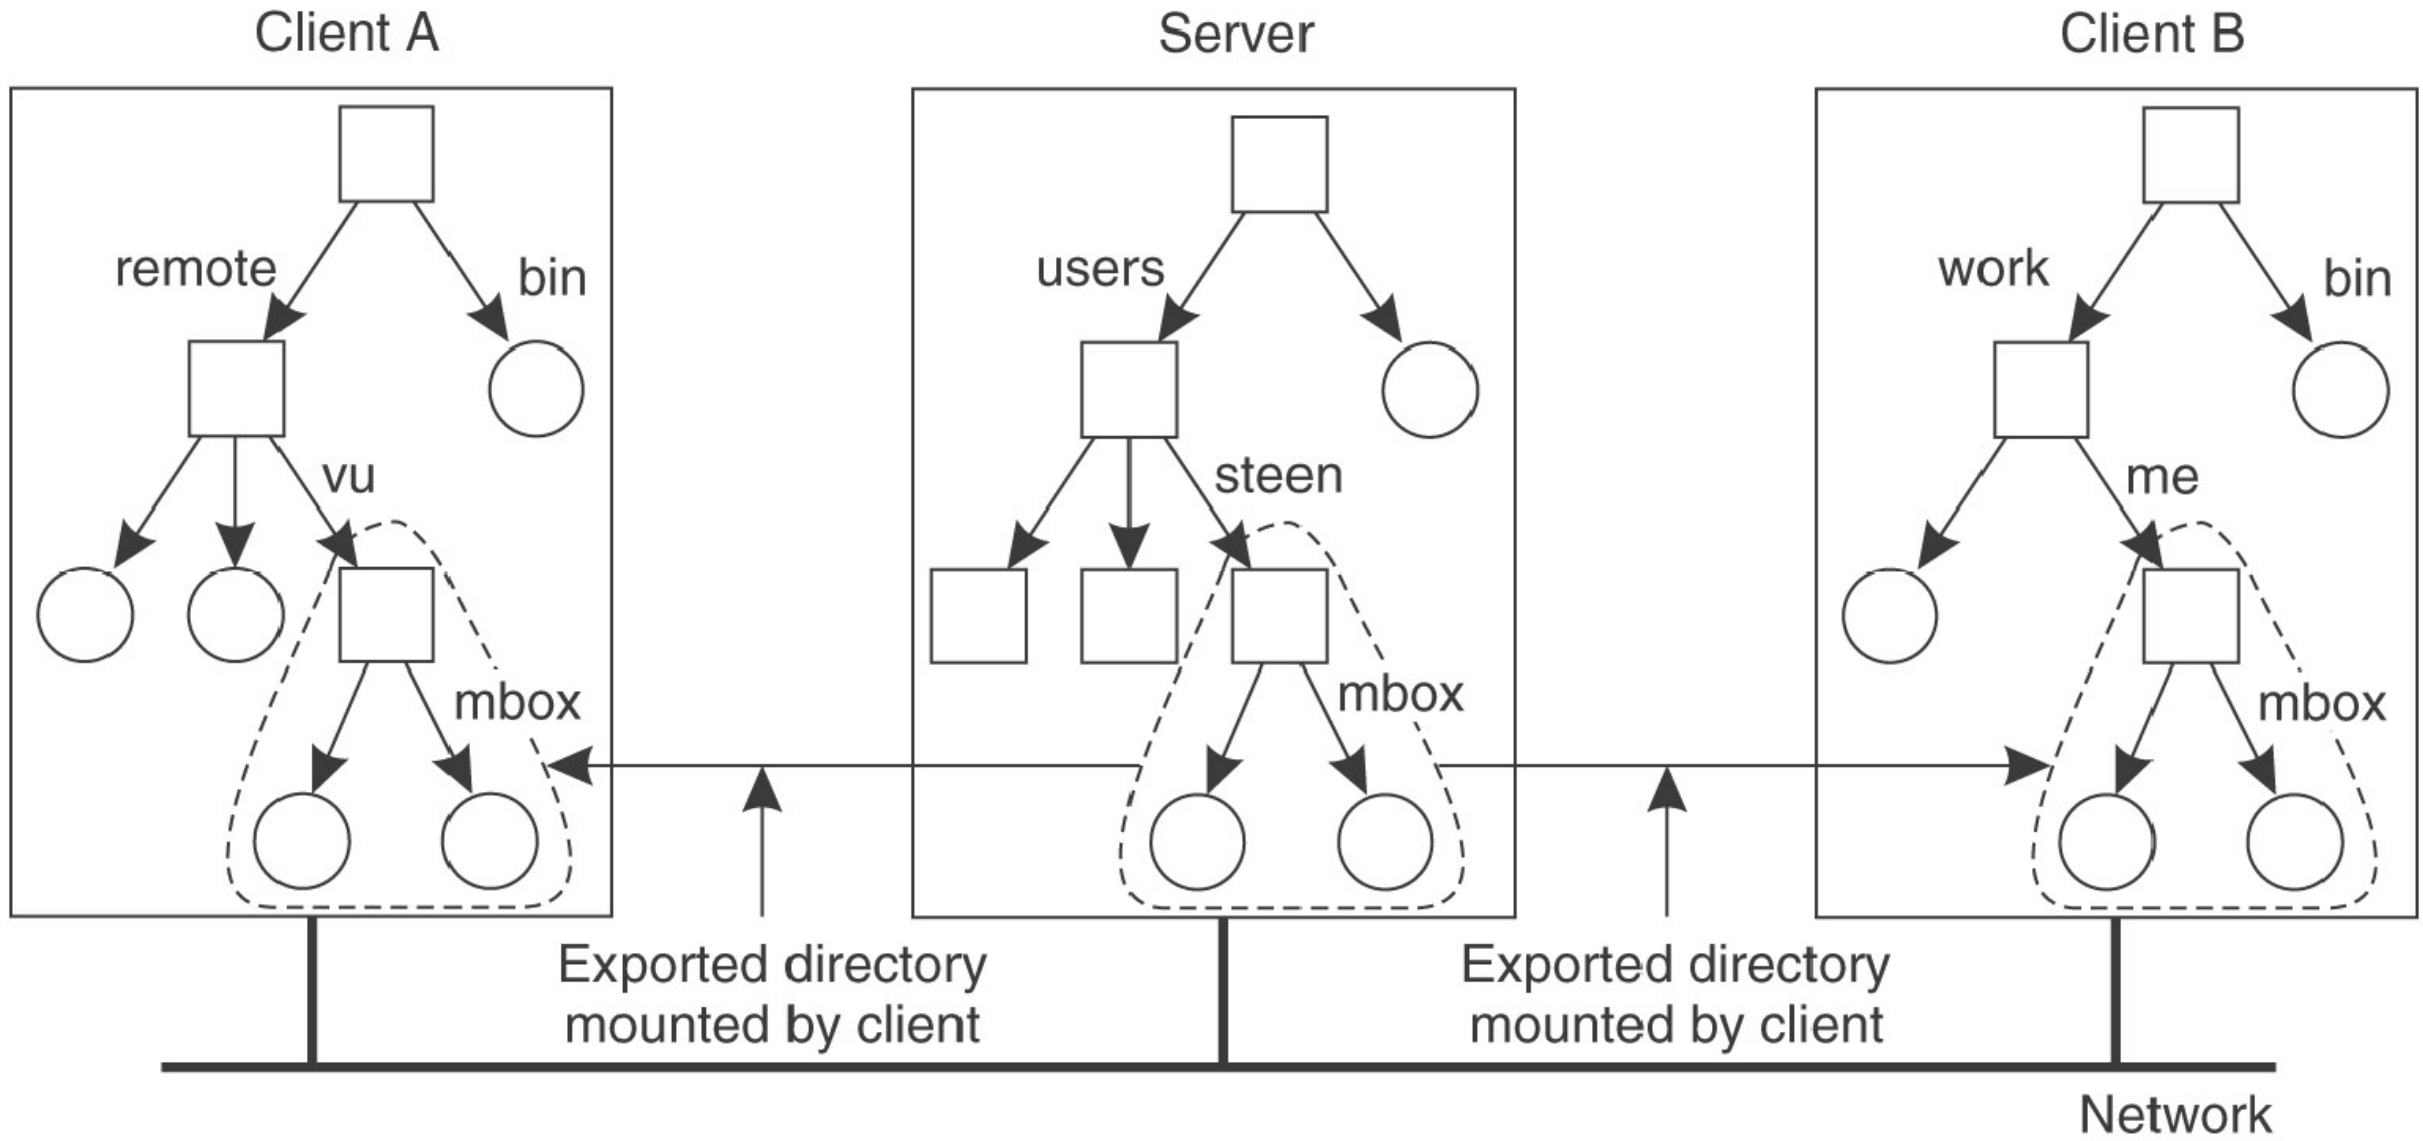 Client A
Server
Client B
remote
bin
users
work
bin
vu
steen
me
mbox
mbox
mbox
Exported directory
mounted by client
Exported directory
mounted by client
Network